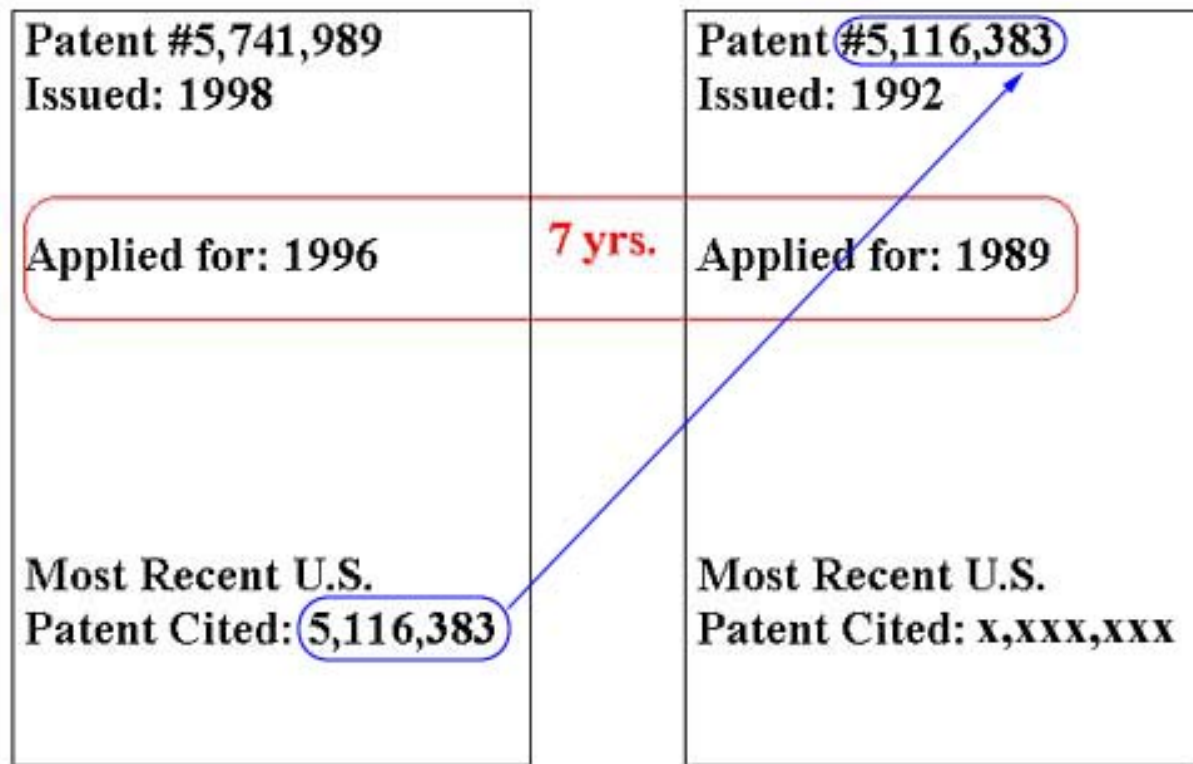 Patent #5,741,989
Issued: 1998
Applied for: 1996
Most Recent U.S.
Patent Cited: 5,116,383
7 yrs.
Patent #5,116,383
Issued: 1992
Applied for: 1989
Most Recent U.S.
Patent Cited: x,xxx,xxx